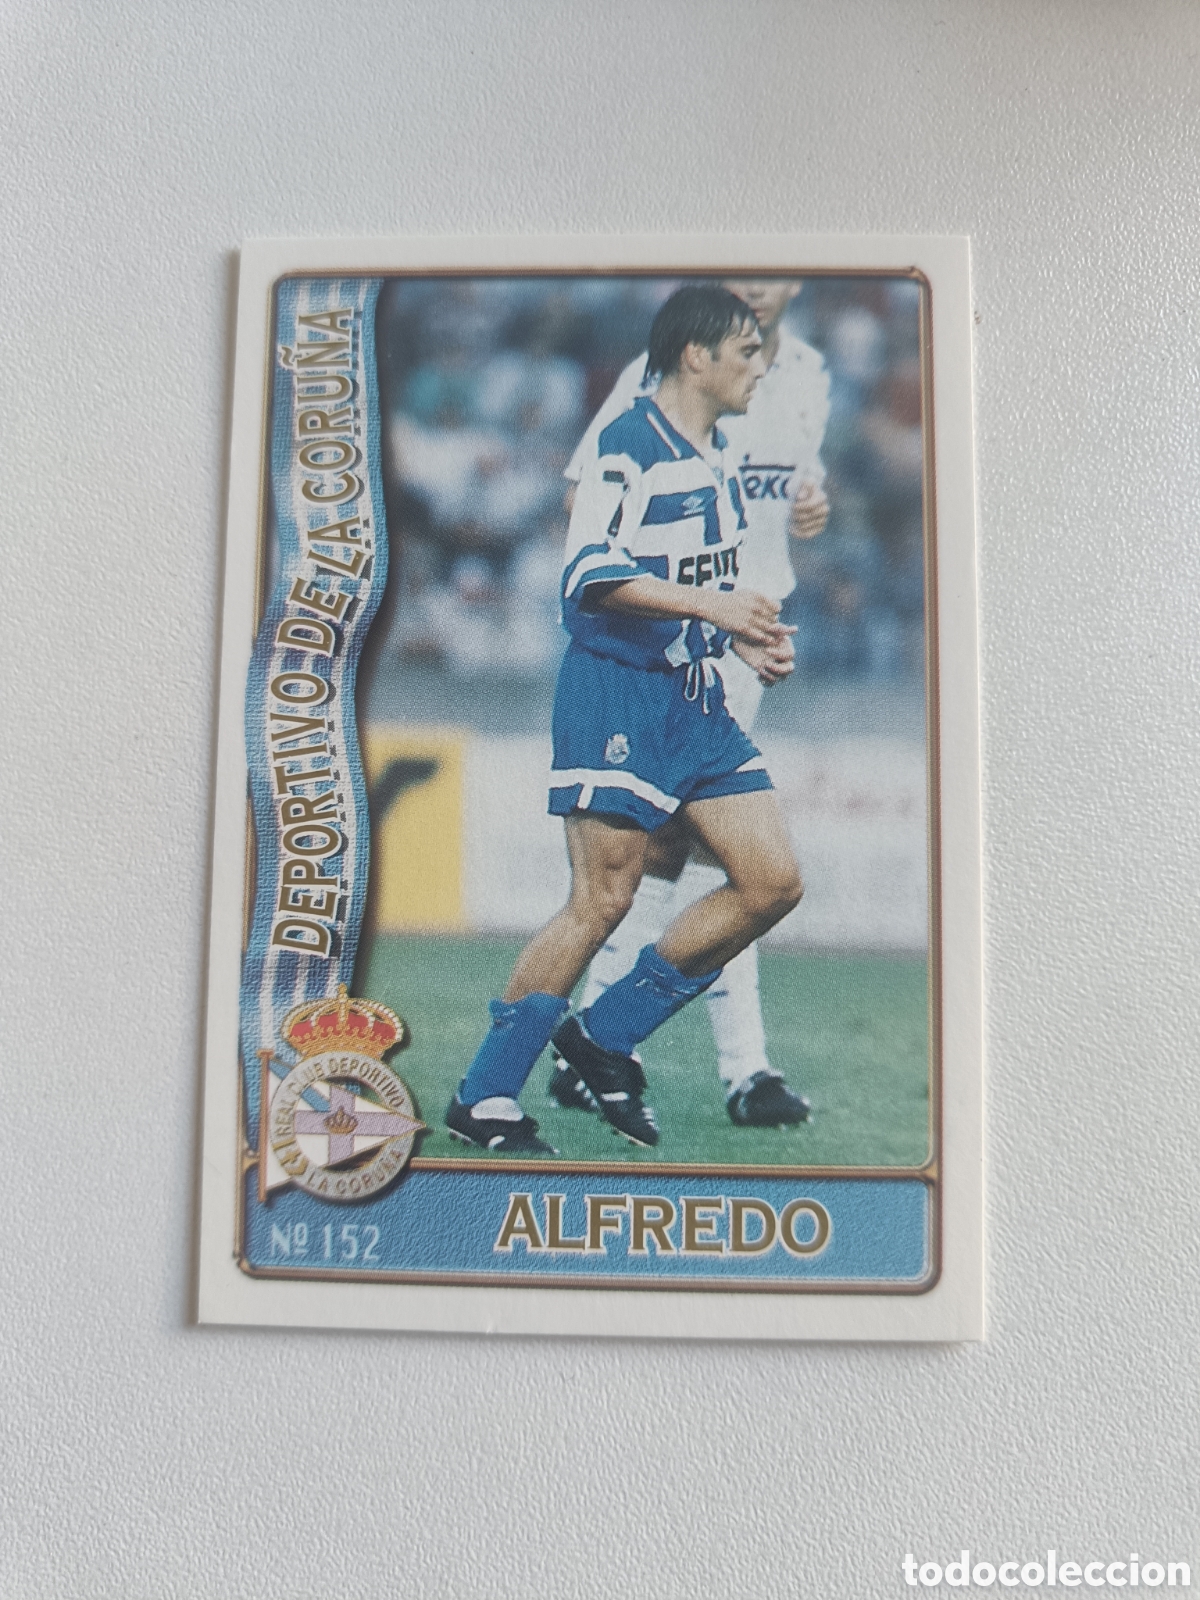 DEPORTIVO DE LA CORUÑA
REAL CLUB DEPORTIVO
LA CORUÑA
Nº 152
ALFREDO
todocoleccion